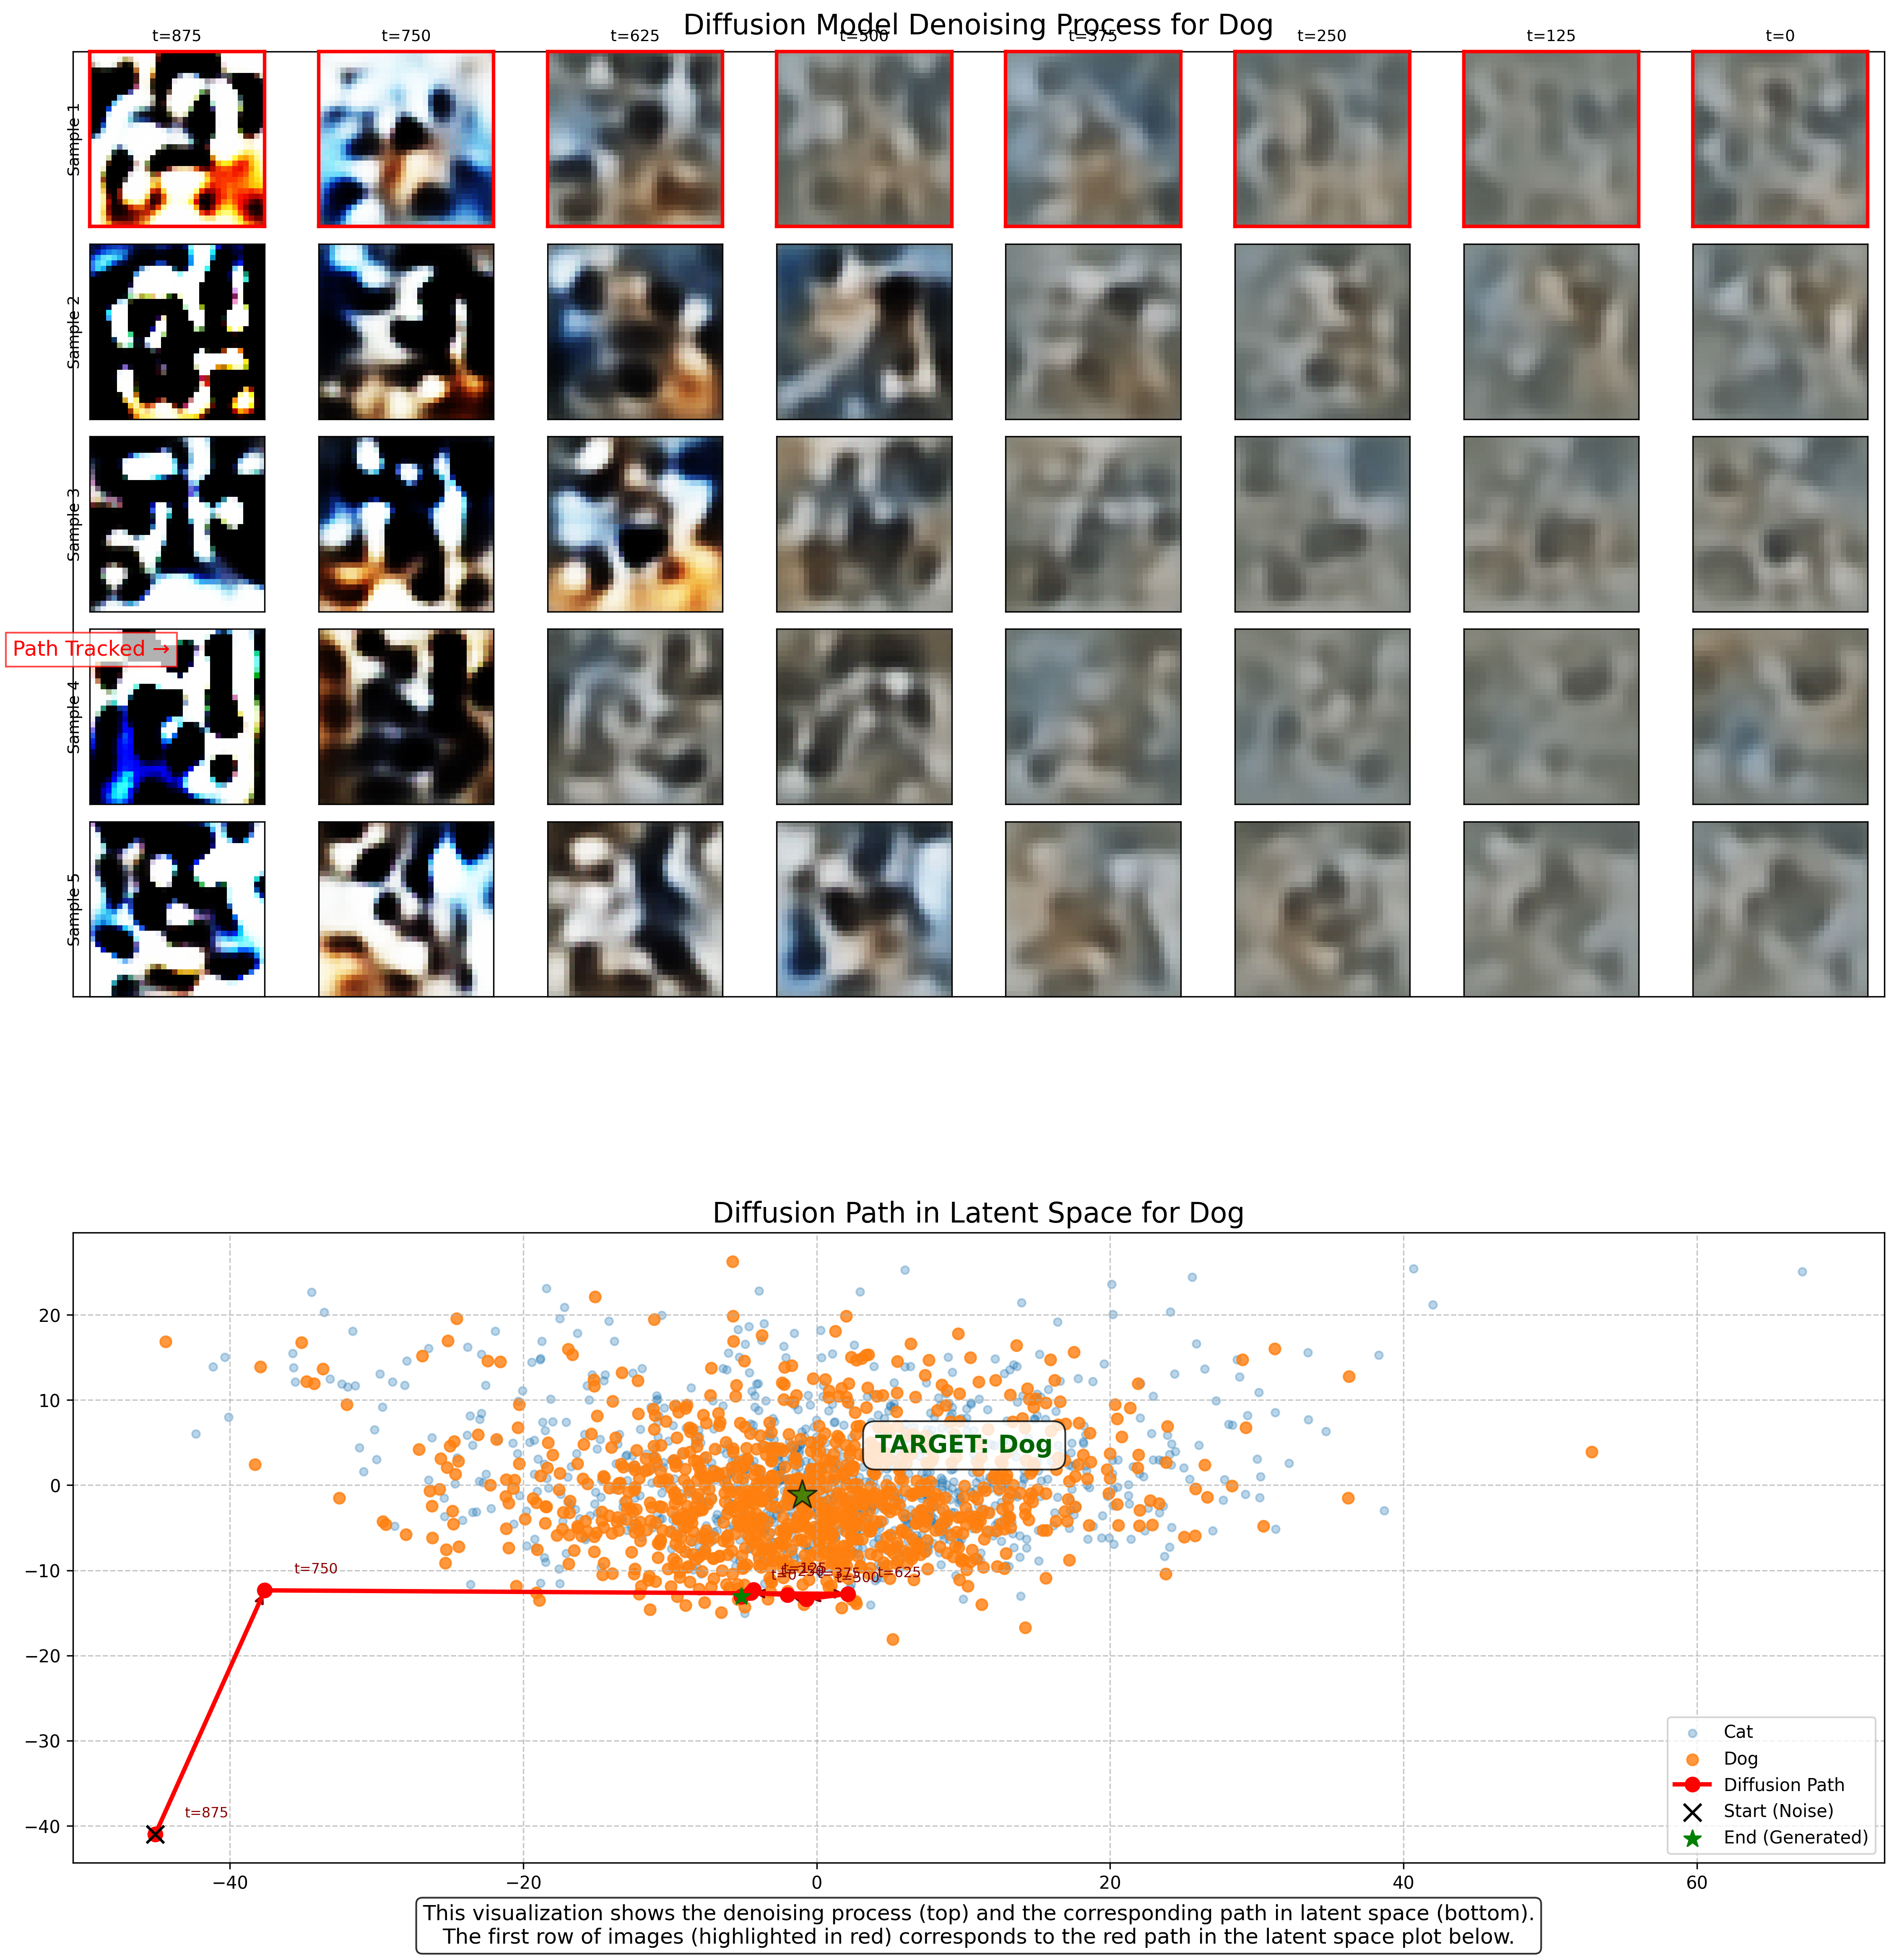 Diffusion Model Denoising Process for Dog
t=875
t=750
t=625
t=500
t=375
t=250
t=125
t=0
Sample 1
Sample 2
Sample 3
Path Tracked →
Sample 4
Sample 5
Diffusion Path in Latent Space for Dog
20
10
0
−10
−20
−30
−40
TARGET: Dog
t=750
t=0
t=250
t=125
t=375
t=500
t=625
t=875
Cat
Dog
Diffusion Path
Start (Noise)
End (Generated)
−40
−20
0
20
40
60
This visualization shows the denoising process (top) and the corresponding path in latent space (bottom).
The first row of images (highlighted in red) corresponds to the red path in the latent space plot below.